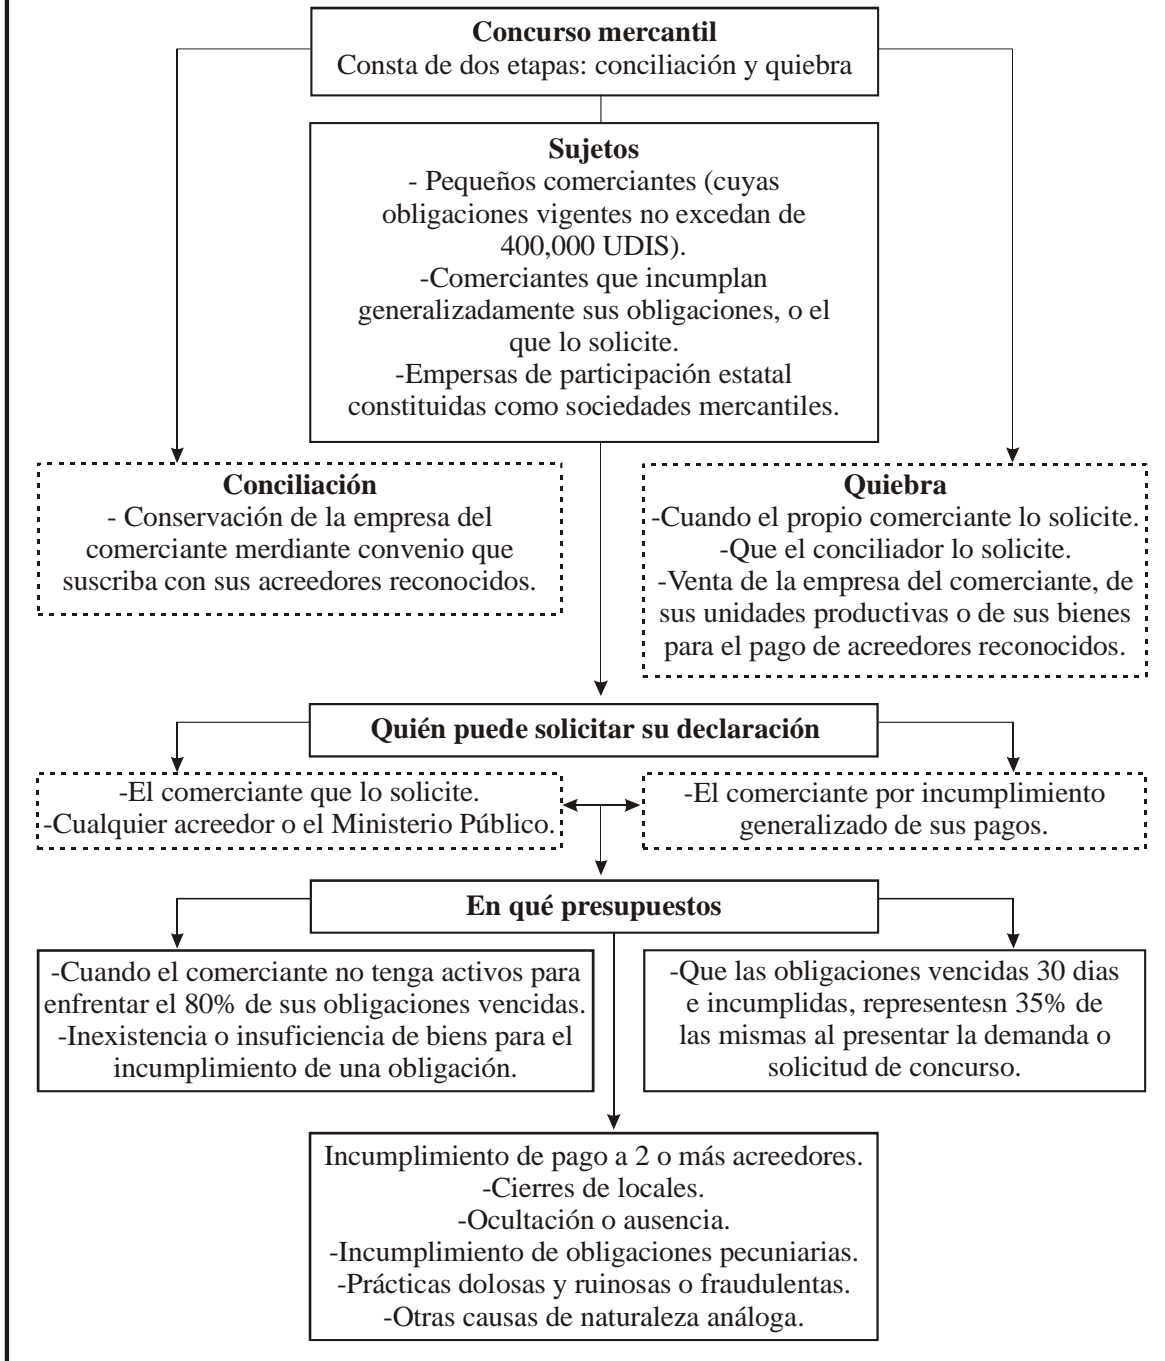 Concurso mercantil
Consta de dos etapas: conciliación y quiebra
Sujetos
- Pequeños comerciantes (cuyas
obligaciones vigentes no excedan de
400,000 UDIS).
-Comerciantes que incumplan
generalizadamente sus obligaciones, o el
que lo solicite.
-Empersas de participación estatal
constituidas como sociedades mercantiles.
Conciliación
- Conservación de la empresa del
comerciante merdiante convenio que
suscriba con sus acreedores reconocidos.
Quiebra
-Cuando el propio comerciante lo solicite.
-Que el conciliador lo solicite.
-Venta de la empresa del comerciante, de
sus unidades productivas o de sus bienes
para el pago de acreedores reconocidos.
Quién puede solicitar su declaración
-El comerciante que lo solicite.
-Cualquier acreedor o el Ministerio Público.
-El comerciante por incumplimiento
generalizado de sus pagos.
En qué presupuestos
-Cuando el comerciante no tenga activos para
enfrentar el 80% de sus obligaciones vencidas.
-Inexistencia o insuficiencia de biens para el
incumplimiento de una obligación.
-Que las obligaciones vencidas 30 dias
e incumplidas, representesn 35% de
las mismas al presentar la demanda o
solicitud de concurso.
Incumplimiento de pago a 2 o más acreedores.
-Cierres de locales.
-Ocultación o ausencia.
-Incumplimiento de obligaciones pecuniarias.
-Prácticas dolosas y ruinosas o fraudulentas.
-Otras causas de naturaleza análoga.